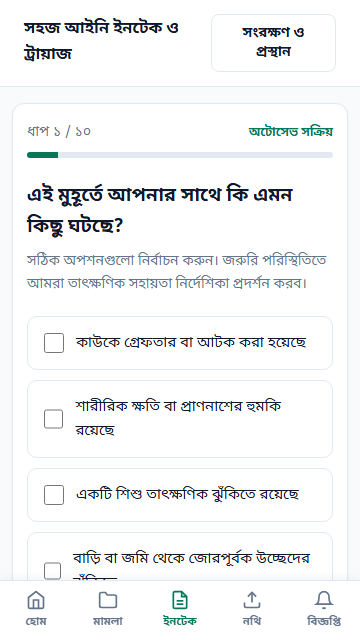 সহজ আইনি ইনটেক ও
ট্রায়াজ
সংরক্ষণ ও
প্রস্থান
ধাপ ১ / ১০
অটোসেভ সক্রিয়
এই মুহূর্তে আপনার সাথে কি এমন
কিছু ঘটছে?
সঠিক অপশনগুলো নির্বাচন করুন। জরুরি পরিস্থিতিতে
আমরা তাৎক্ষণিক সহায়তা নির্দেশিকা প্রদর্শন করব।
কাউকে গ্রেফতার বা আটক করা হয়েছে
শারীরিক ক্ষতি বা প্রাণনাশের হুমকি
রয়েছে
একটি শিশু তাৎক্ষণিক ঝুঁকিতে রয়েছে
বাড়ি বা জমি থেকে জোরপূর্বক উচ্ছেদের
হোম
মামলা
ইনটেক
নথি
বিজ্ঞপ্তি